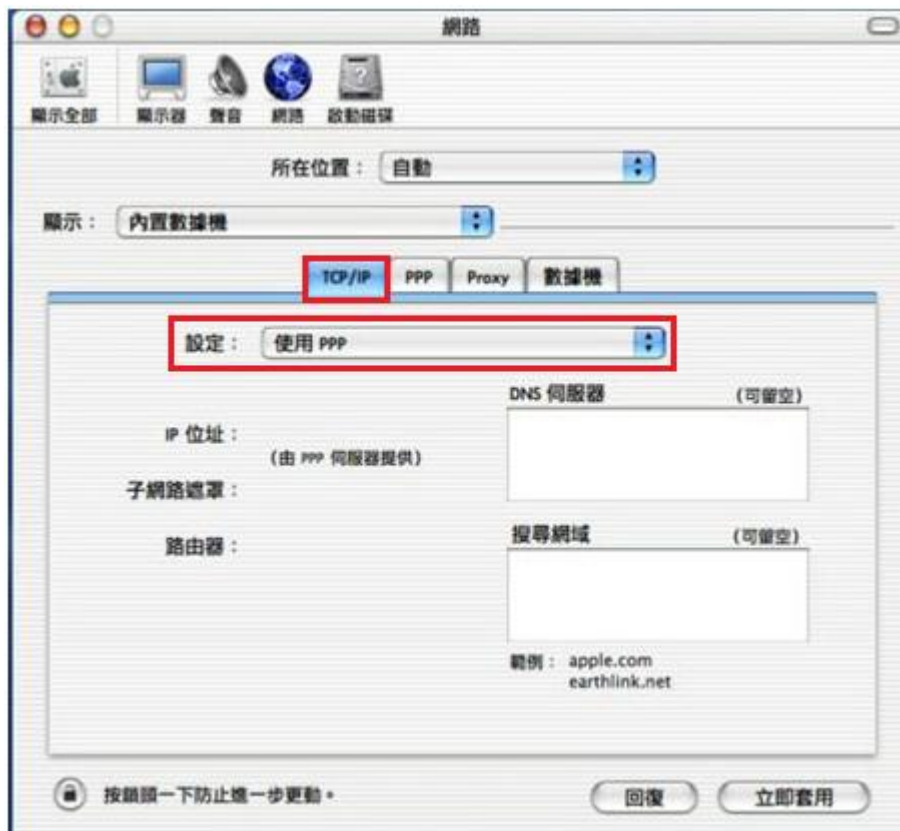 網路
顯示全部 顯示器 聲音 網路 啟動磁碟
所在位置： 自動
顯示： 內置數據機
TCP/IP PPP Proxy 數據機
設定： 使用 PPP
DNS 伺服器 (可留空)
IP 位址：
(由 PPP 伺服器提供)
子網路遮罩：
搜尋網域 (可留空)
路由器：
範例： apple.com
earthlink.net
按鎖頭一下防止進一步更動。 回復 立即套用